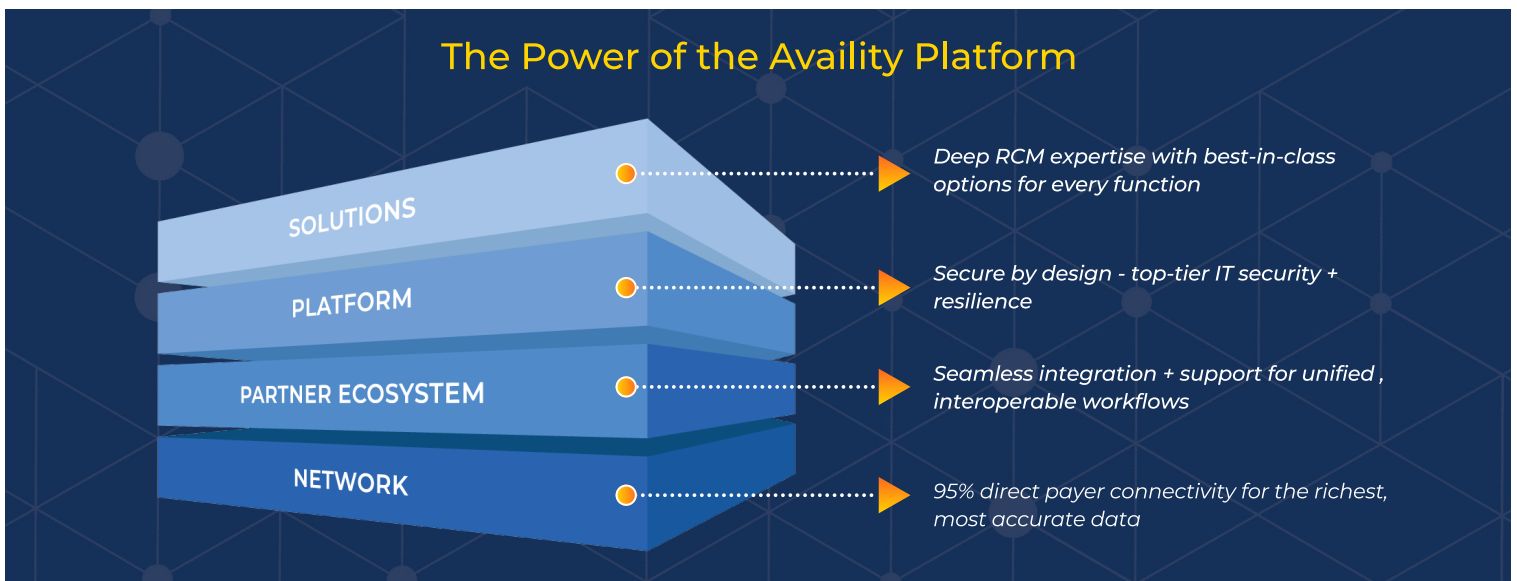 The Power of the Availity Platform
SOLUTIONS
Deep RCM expertise with best-in-class
options for every function
PLATFORM
Secure by design - top-tier IT security +
resilience
PARTNER ECOSYSTEM
Seamless integration + support for unified ,
interoperable workflows
NETWORK
95% direct payer connectivity for the richest,
most accurate data